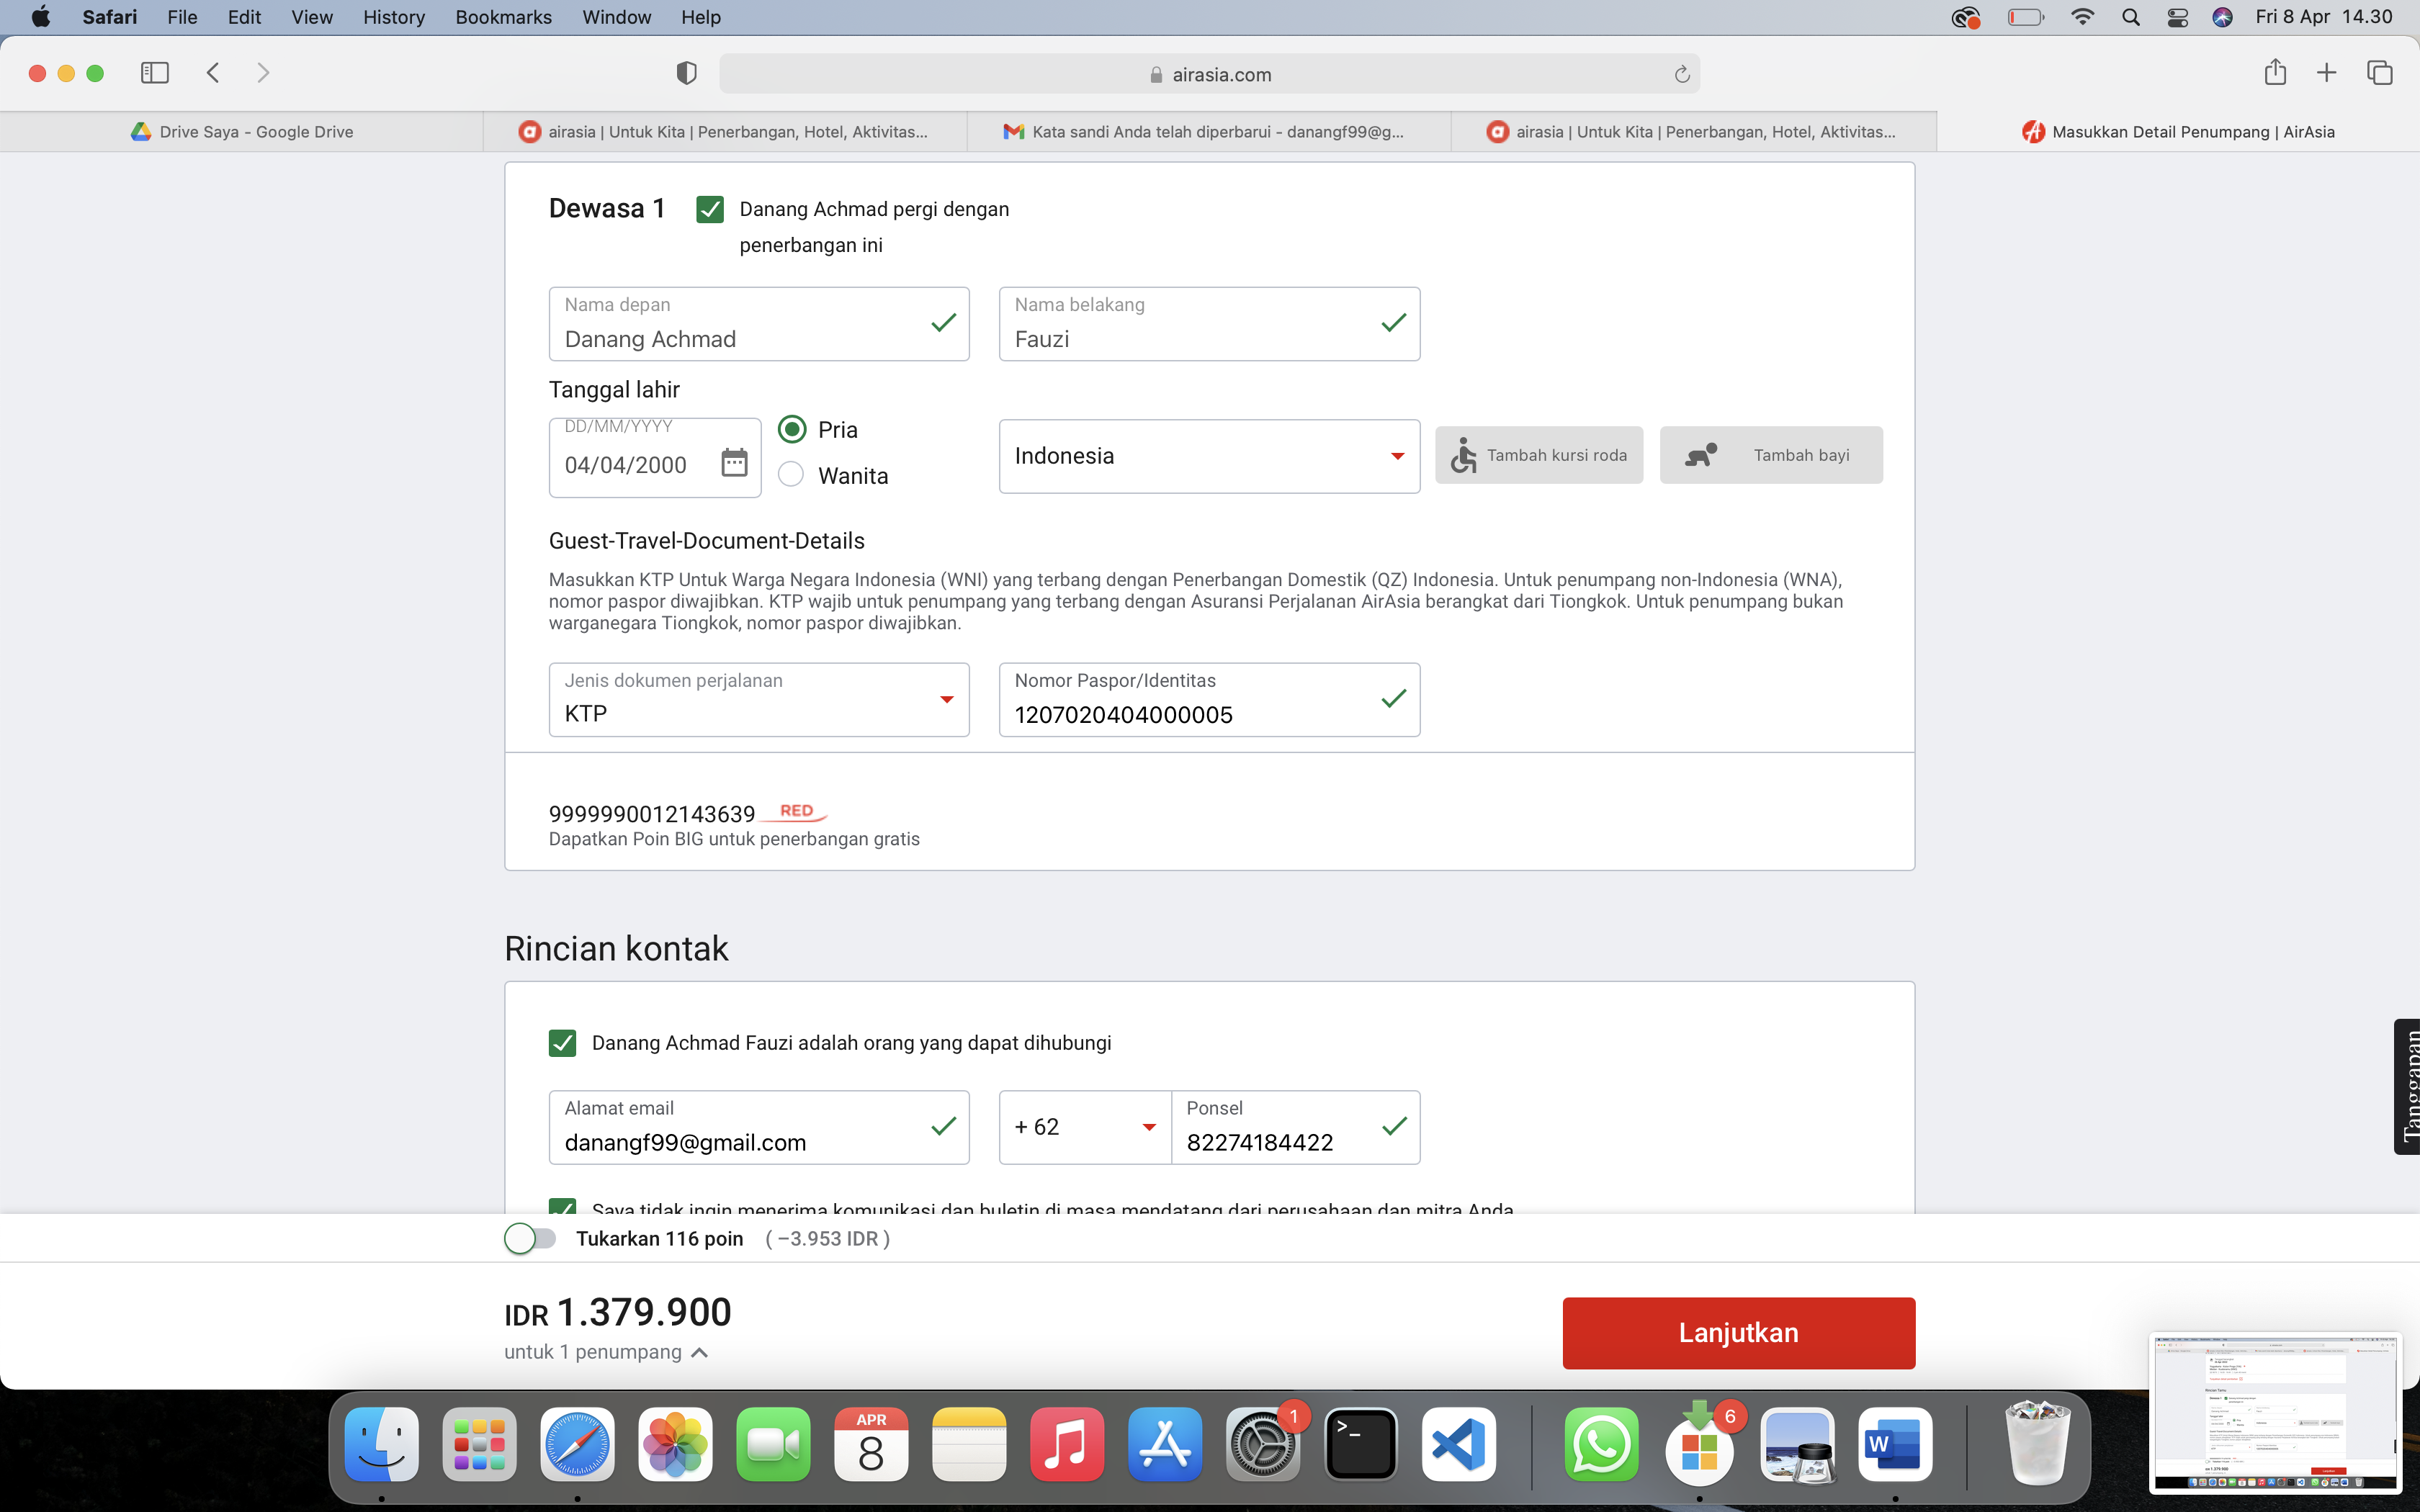 Safari File Edit View History Bookmarks Window Help Fri 8 Apr 14.30
airasia.com
Drive Saya - Google Drive
airasia | Untuk Kita | Penerbangan, Hotel, Aktivitas...
Kata sandi Anda telah diperbarui - danangf99@g...
airasia | Untuk Kita | Penerbangan, Hotel, Aktivitas...
Masukkan Detail Penumpang | AirAsia
Dewasa 1
Danang Achmad pergi dengan
penerbangan ini
Nama depan
Danang Achmad
Nama belakang
Fauzi
Tanggal lahir
DD/MM/YYYY
04/04/2000
Pria
Wanita
Indonesia
Tambah kursi roda
Tambah bayi
Guest-Travel-Document-Details
Masukkan KTP Untuk Warga Negara Indonesia (WNI) yang terbang dengan Penerbangan Domestik (QZ) Indonesia. Untuk penumpang non-Indonesia (WNA),
nomor paspor diwajibkan. KTP wajib untuk penumpang yang terbang dengan Asuransi Perjalanan AirAsia berangkat dari Tiongkok. Untuk penumpang bukan
warganegara Tiongkok, nomor paspor diwajibkan.
Jenis dokumen perjalanan
KTP
Nomor Paspor/Identitas
1207020404000005
9999990012143639 RED
Dapatkan Poin BIG untuk penerbangan gratis
Rincian kontak
Danang Achmad Fauzi adalah orang yang dapat dihubungi
Alamat email
danangf99@gmail.com
+ 62
Ponsel
82274184422
Saya tidak ingin menerima komunikasi dan buletin di masa mendatang dari perusahaan dan mitra Anda
Tanggapan
Tukarkan 116 poin ( −3.953 IDR )
IDR 1.379.900
untuk 1 penumpang
Lanjutkan
APR
8
1
>_
6
W